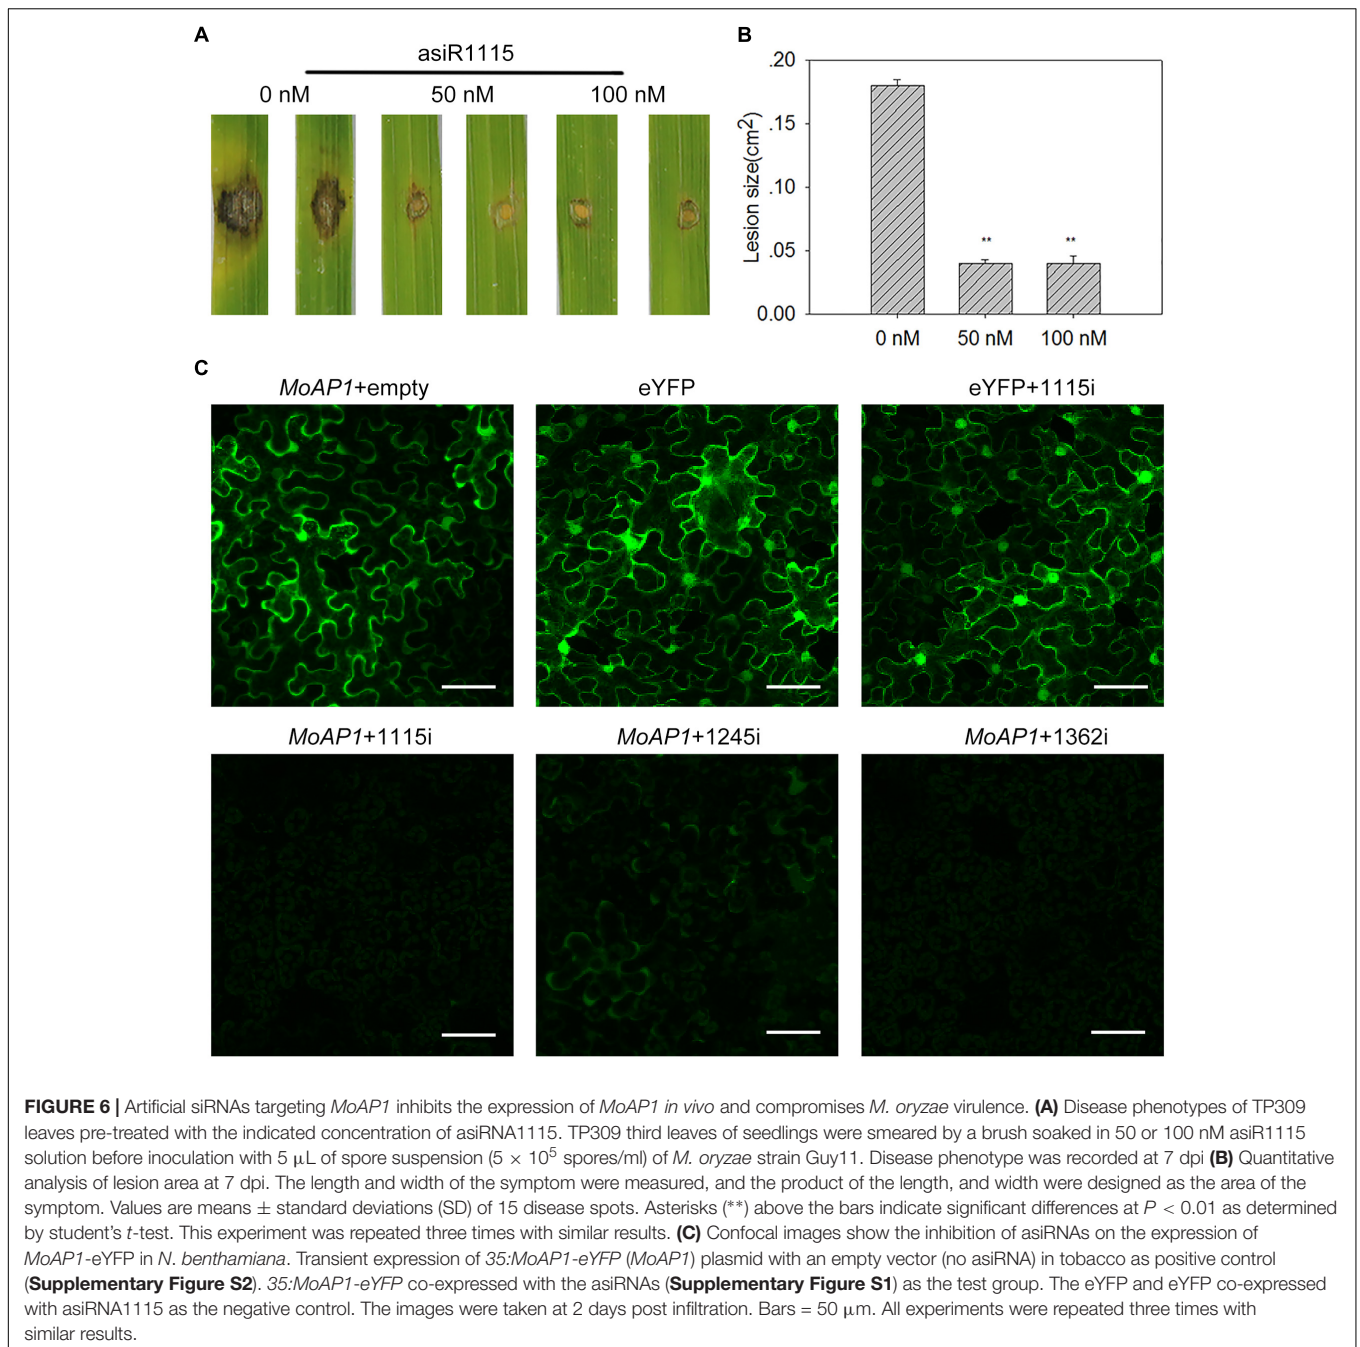 A
asiR1115
0 nM 50 nM 100 nM
B
.20
.15
.10
.05
0.00
Lesion size(cm²)
** **
0 nM 50 nM 100 nM
C
MoAP1+empty eYFP eYFP+1115i
MoAP1+1115i MoAP1+1245i MoAP1+1362i
FIGURE 6 | Artificial siRNAs targeting MoAP1 inhibits the expression of MoAP1 in vivo and compromises M. oryzae virulence. (A) Disease phenotypes of TP309
leaves pre-treated with the indicated concentration of asiRNA1115. TP309 third leaves of seedlings were smeared by a brush soaked in 50 or 100 nM asiR1115
solution before inoculation with 5 μL of spore suspension (5 × 10⁵ spores/ml) of M. oryzae strain Guy11. Disease phenotype was recorded at 7 dpi (B) Quantitative
analysis of lesion area at 7 dpi. The length and width of the symptom were measured, and the product of the length, and width were designed as the area of the
symptom. Values are means ± standard deviations (SD) of 15 disease spots. Asterisks (**) above the bars indicate significant differences at P < 0.01 as determined
by student's t-test. This experiment was repeated three times with similar results. (C) Confocal images show the inhibition of asiRNAs on the expression of
MoAP1-eYFP in N. benthamiana. Transient expression of 35:MoAP1-eYFP (MoAP1) plasmid with an empty vector (no asiRNA) in tobacco as positive control
(Supplementary Figure S2). 35:MoAP1-eYFP co-expressed with the asiRNAs (Supplementary Figure S1) as the test group. The eYFP and eYFP co-expressed
with asiRNA1115 as the negative control. The images were taken at 2 days post infiltration. Bars = 50 μm. All experiments were repeated three times with
similar results.